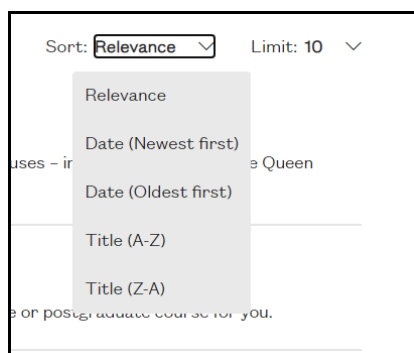 Sort: Relevance Limit: 10
Relevance
Date (Newest first)
uses – in e Queen
Date (Oldest first)
Title (A-Z)
Title (Z-A)
e or postgraduate course for you.